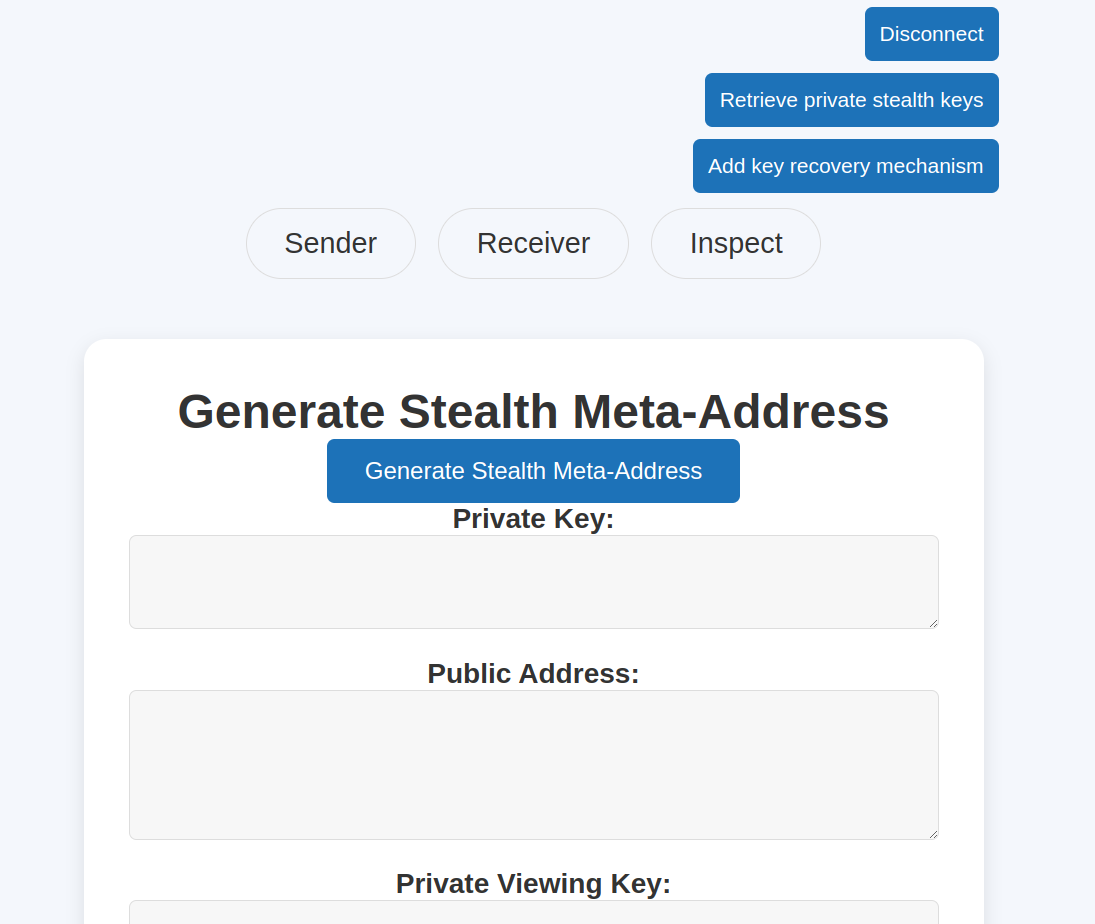 Disconnect
Retrieve private stealth keys
Add key recovery mechanism
Sender
Receiver
Inspect
Generate Stealth Meta-Address
Generate Stealth Meta-Address
Private Key:
Public Address:
Private Viewing Key: